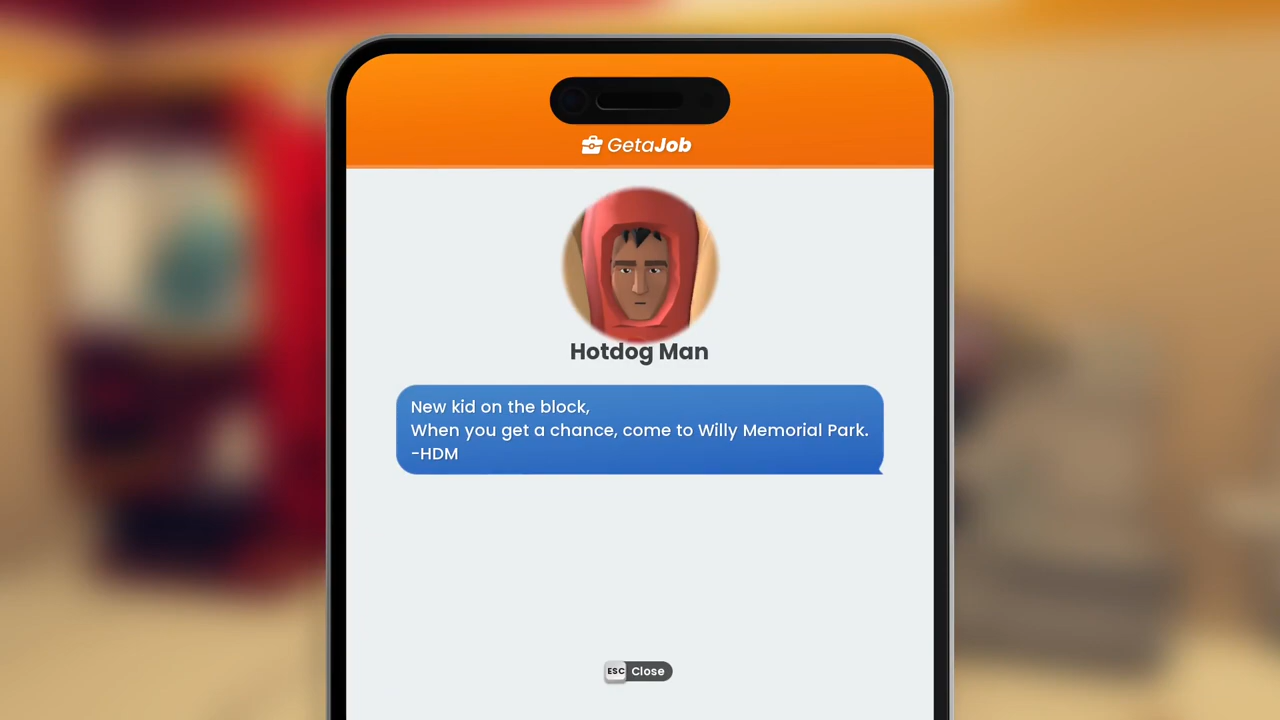 GetaJob
Hotdog Man
New kid on the block,
When you get a chance, come to Willy Memorial Park.
-HDM
ESC Close